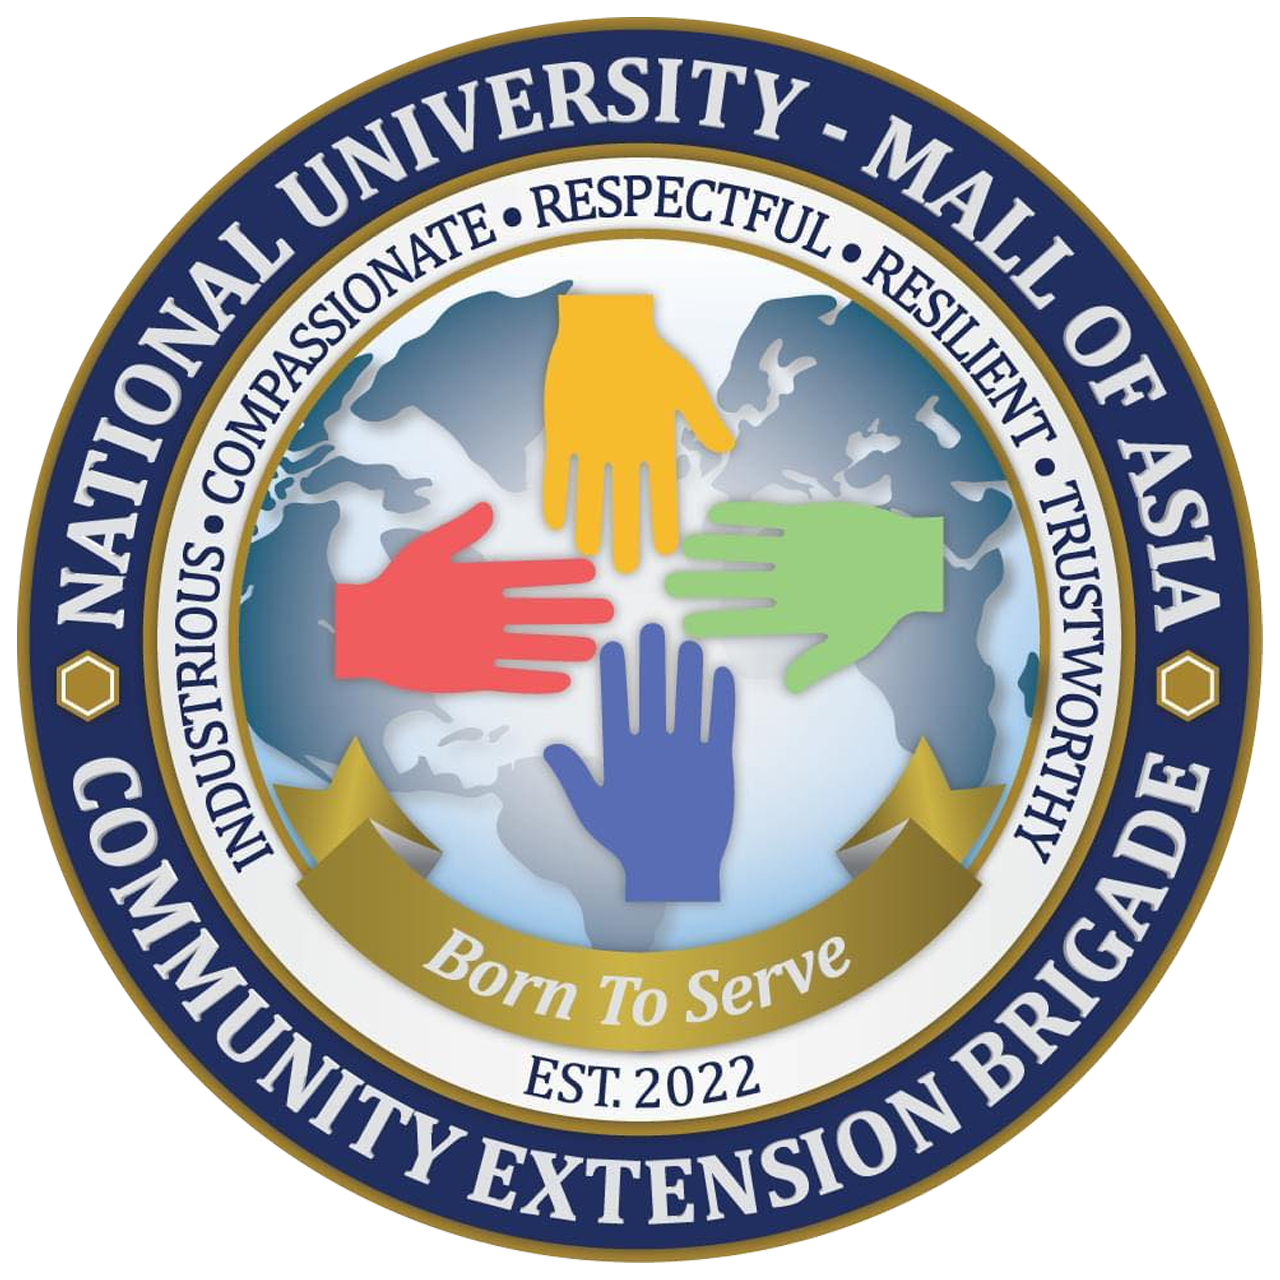 NATIONAL UNIVERSITY - MALL OF ASIA
INDUSTRIOUS • COMPASSIONATE • RESPECTFUL • RESILIENT • TRUSTWORTHY
Born To Serve
EST. 2022
COMMUNITY EXTENSION BRIGADE